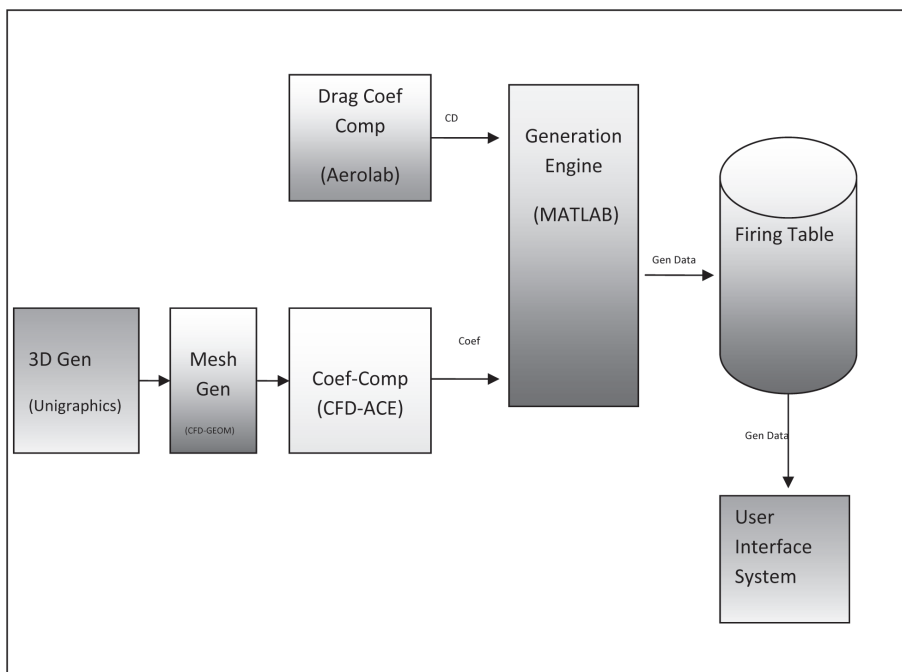 Drag Coef
Comp
(Aerolab)
CD
Generation
Engine
(MATLAB)
Gen Data
Firing Table
3D Gen
(Unigraphics)
Mesh
Gen
(CFD-GEOM)
Coef-Comp
(CFD-ACE)
Coef
Gen Data
User
Interface
System